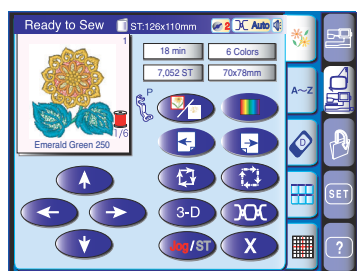 Ready to Sew ST:126x110mm 2 Auto
1
18 min 6 Colors
7,052 ST 70x78mm
P
1/6
Emerald Green 250
A~Z
D
3-D
SET
Jog/ST X
?